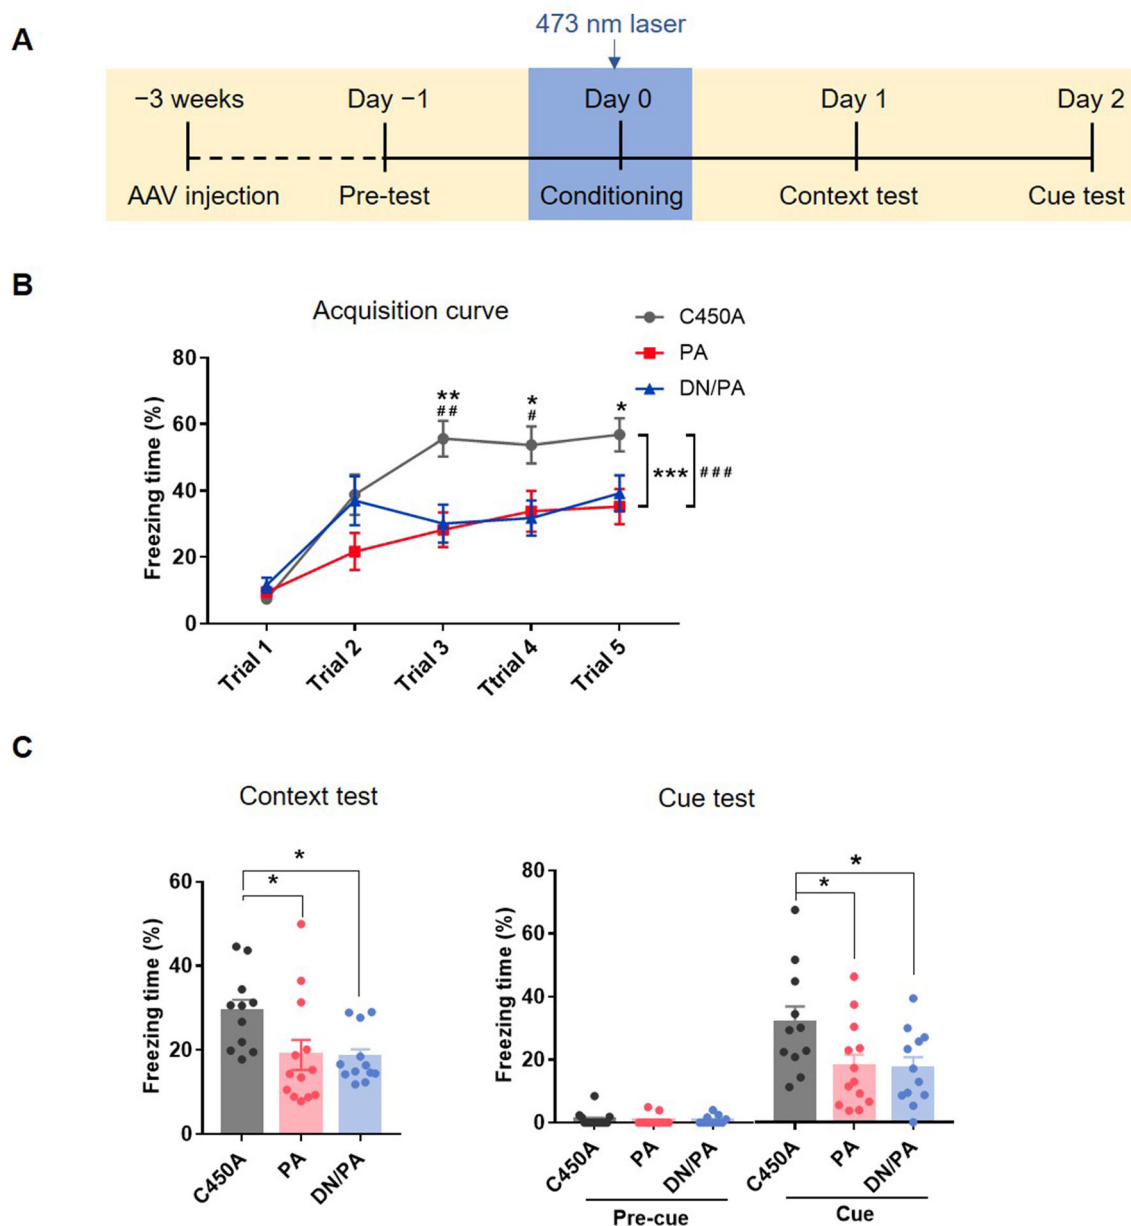 A
473 nm laser
−3 weeks Day −1 Day 0 Day 1 Day 2
AAV injection Pre-test Conditioning Context test Cue test
B
Acquisition curve
C450A
PA
DN/PA
Freezing time (%)
80
60
40
20
0
**
##
*
#
*
***
###
Trial 1 Trial 2 Trial 3 Ttrial 4 Trial 5
C
Context test
Freezing time (%)
60
40
20
0
*
*
C450A PA DN/PA
Cue test
Freezing time (%)
80
60
40
20
0
*
*
C450A PA DN/PA C450A PA DN/PA
Pre-cue Cue